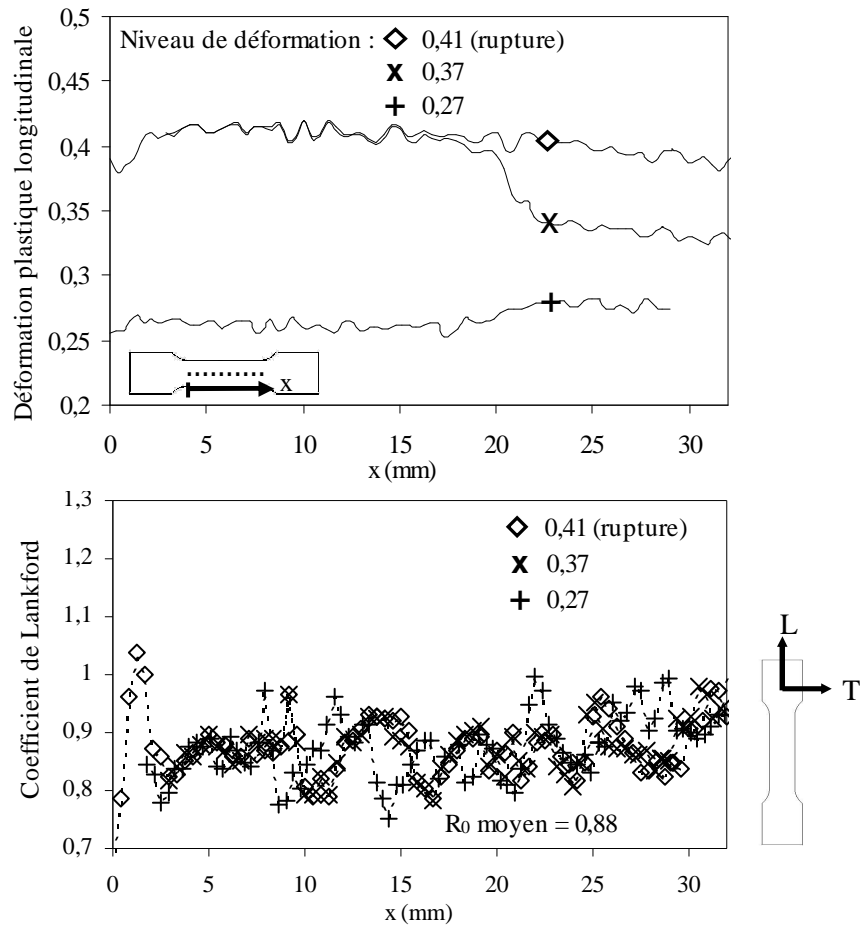 0,5
Niveau de déformation : 0,41 (rupture)
0,37
0,27
0,45
0,4
0,35
0,3
0,25
0,2
Déformation plastique longitudinale
x
0 5 10 15 20 25 30
x (mm)
1,3
0,41 (rupture)
0,37
0,27
1,2
1,1
1
0,9
0,8
0,7
Coefficient de Lankford
R0 moyen = 0,88
0 5 10 15 20 25 30
x (mm)
L
T